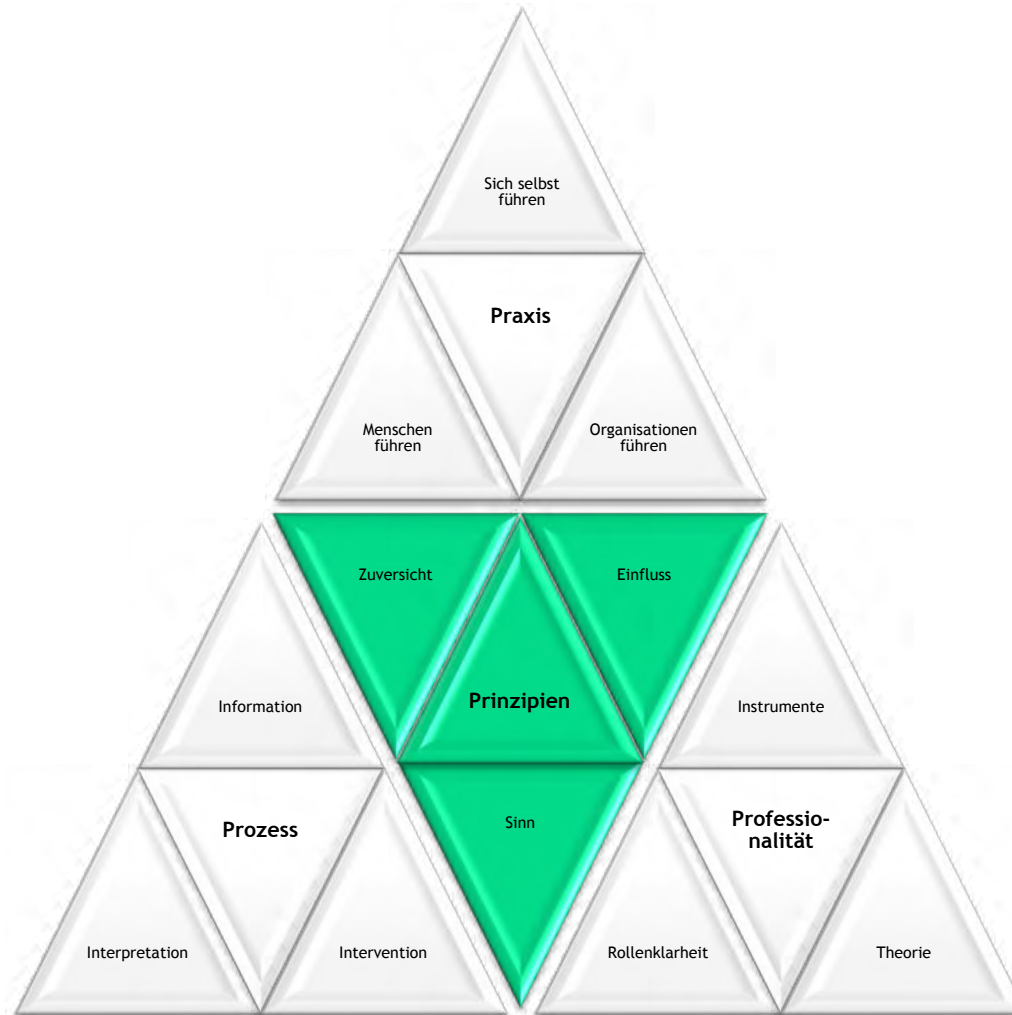 Sich selbst
führen
Praxis
Menschen
führen
Organisationen
führen
Zuversicht
Einfluss
Prinzipien
Sinn
Information
Prozess
Interpretation
Intervention
Instrumente
Professio-
nalität
Rollenklarheit
Theorie